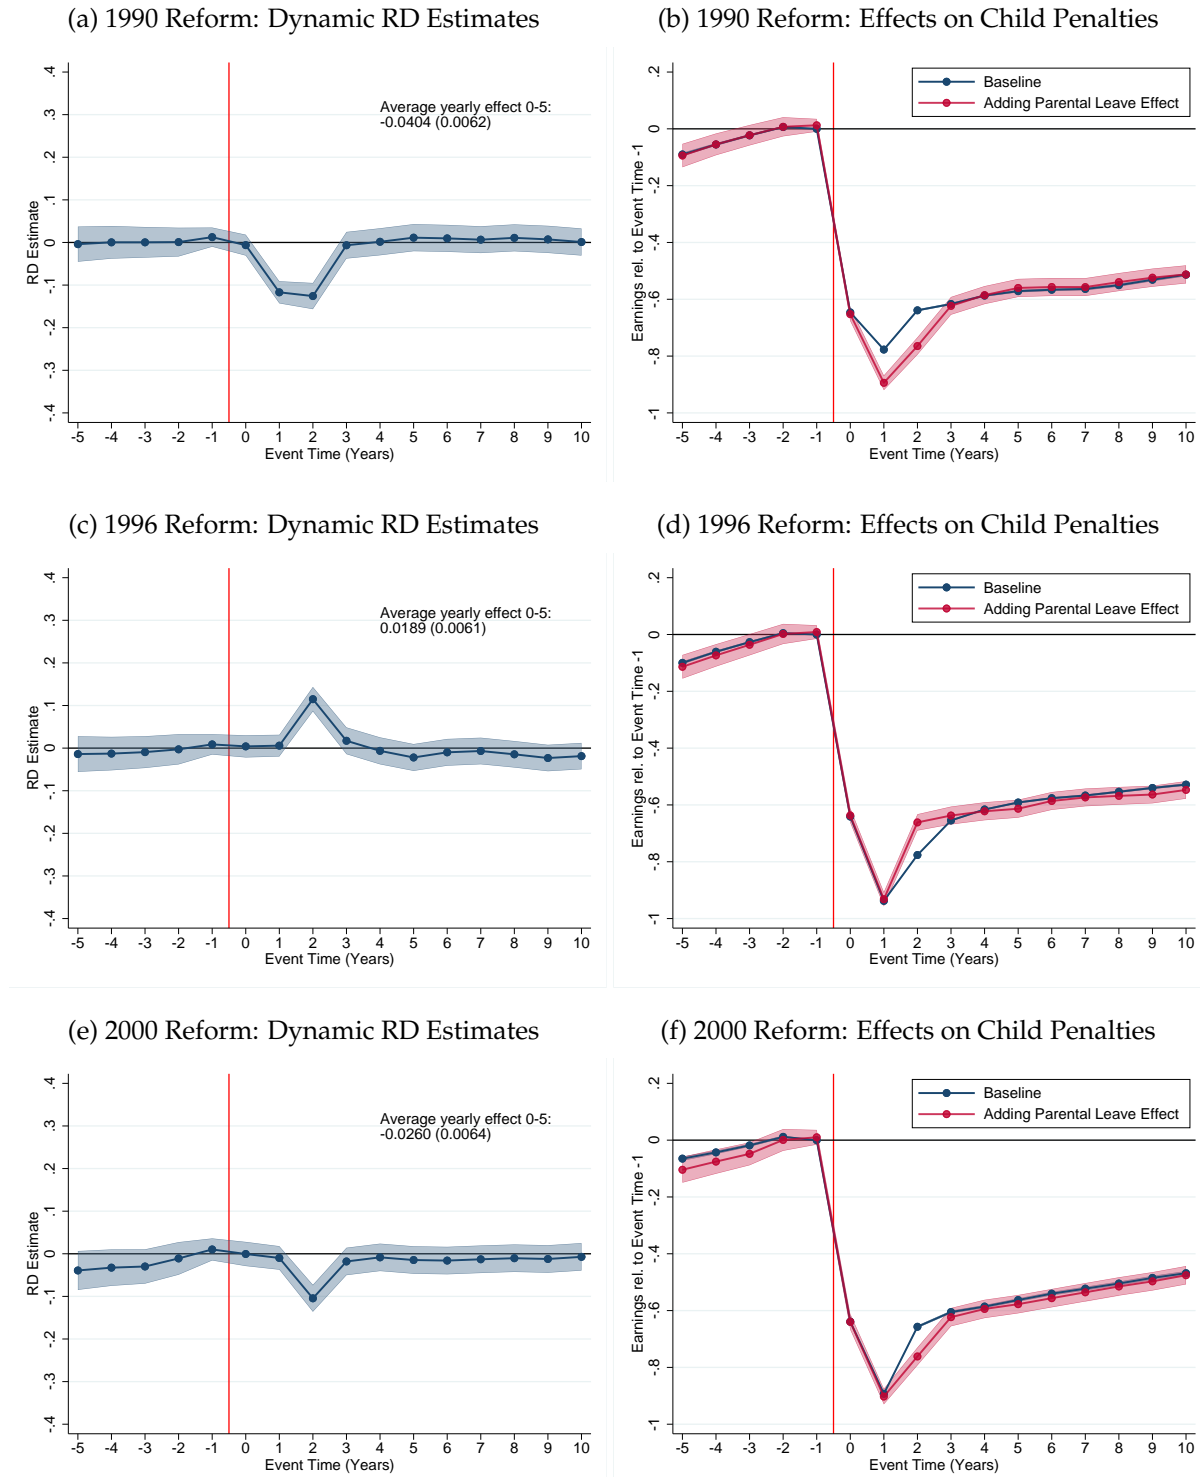 (a) 1990 Reform: Dynamic RD Estimates
.4
.3
.2
.1
0
-.1
-.2
-.3
-.4
RD Estimate
Average yearly effect 0-5:
-0.0404 (0.0062)
-5 -4 -3 -2 -1 0 1 2 3 4 5 6 7 8 9 10
Event Time (Years)
(b) 1990 Reform: Effects on Child Penalties
.2
0
-.2
-.4
-.6
-.8
-1
Earnings rel. to Event Time -1
Baseline
Adding Parental Leave Effect
-5 -4 -3 -2 -1 0 1 2 3 4 5 6 7 8 9 10
Event Time (Years)
(c) 1996 Reform: Dynamic RD Estimates
.4
.3
.2
.1
0
-.1
-.2
-.3
-.4
RD Estimate
Average yearly effect 0-5:
0.0189 (0.0061)
-5 -4 -3 -2 -1 0 1 2 3 4 5 6 7 8 9 10
Event Time (Years)
(d) 1996 Reform: Effects on Child Penalties
.2
0
-.2
-.4
-.6
-.8
-1
Earnings rel. to Event Time -1
Baseline
Adding Parental Leave Effect
-5 -4 -3 -2 -1 0 1 2 3 4 5 6 7 8 9 10
Event Time (Years)
(e) 2000 Reform: Dynamic RD Estimates
.4
.3
.2
.1
0
-.1
-.2
-.3
-.4
RD Estimate
Average yearly effect 0-5:
-0.0260 (0.0064)
-5 -4 -3 -2 -1 0 1 2 3 4 5 6 7 8 9 10
Event Time (Years)
(f) 2000 Reform: Effects on Child Penalties
.2
0
-.2
-.4
-.6
-.8
-1
Earnings rel. to Event Time -1
Baseline
Adding Parental Leave Effect
-5 -4 -3 -2 -1 0 1 2 3 4 5 6 7 8 9 10
Event Time (Years)